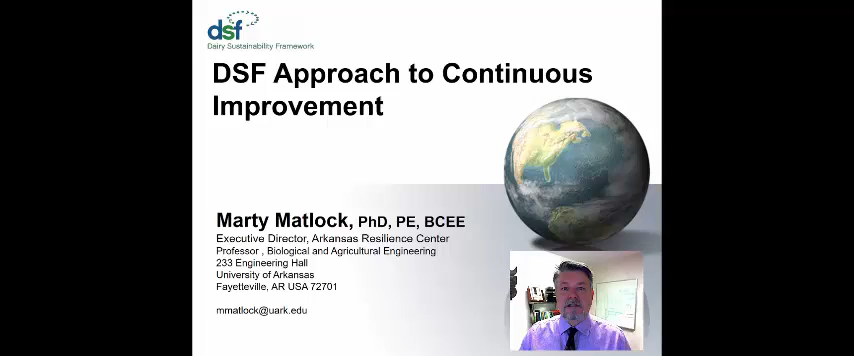 dsf
Dairy Sustainability Framework
DSF Approach to Continuous
Improvement
Marty Matlock, PhD, PE, BCEE
Executive Director, Arkansas Resilience Center
Professor , Biological and Agricultural Engineering
233 Engineering Hall
University of Arkansas
Fayetteville, AR USA 72701
mmatlock@uark.edu